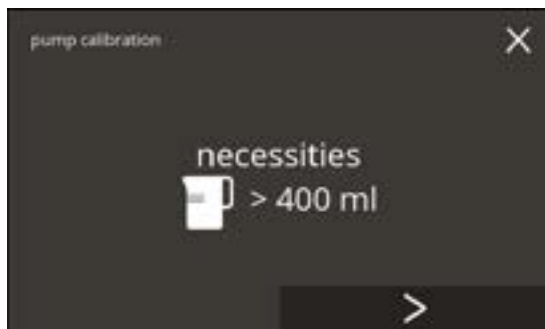 pump calibration
necessities
> 400 ml